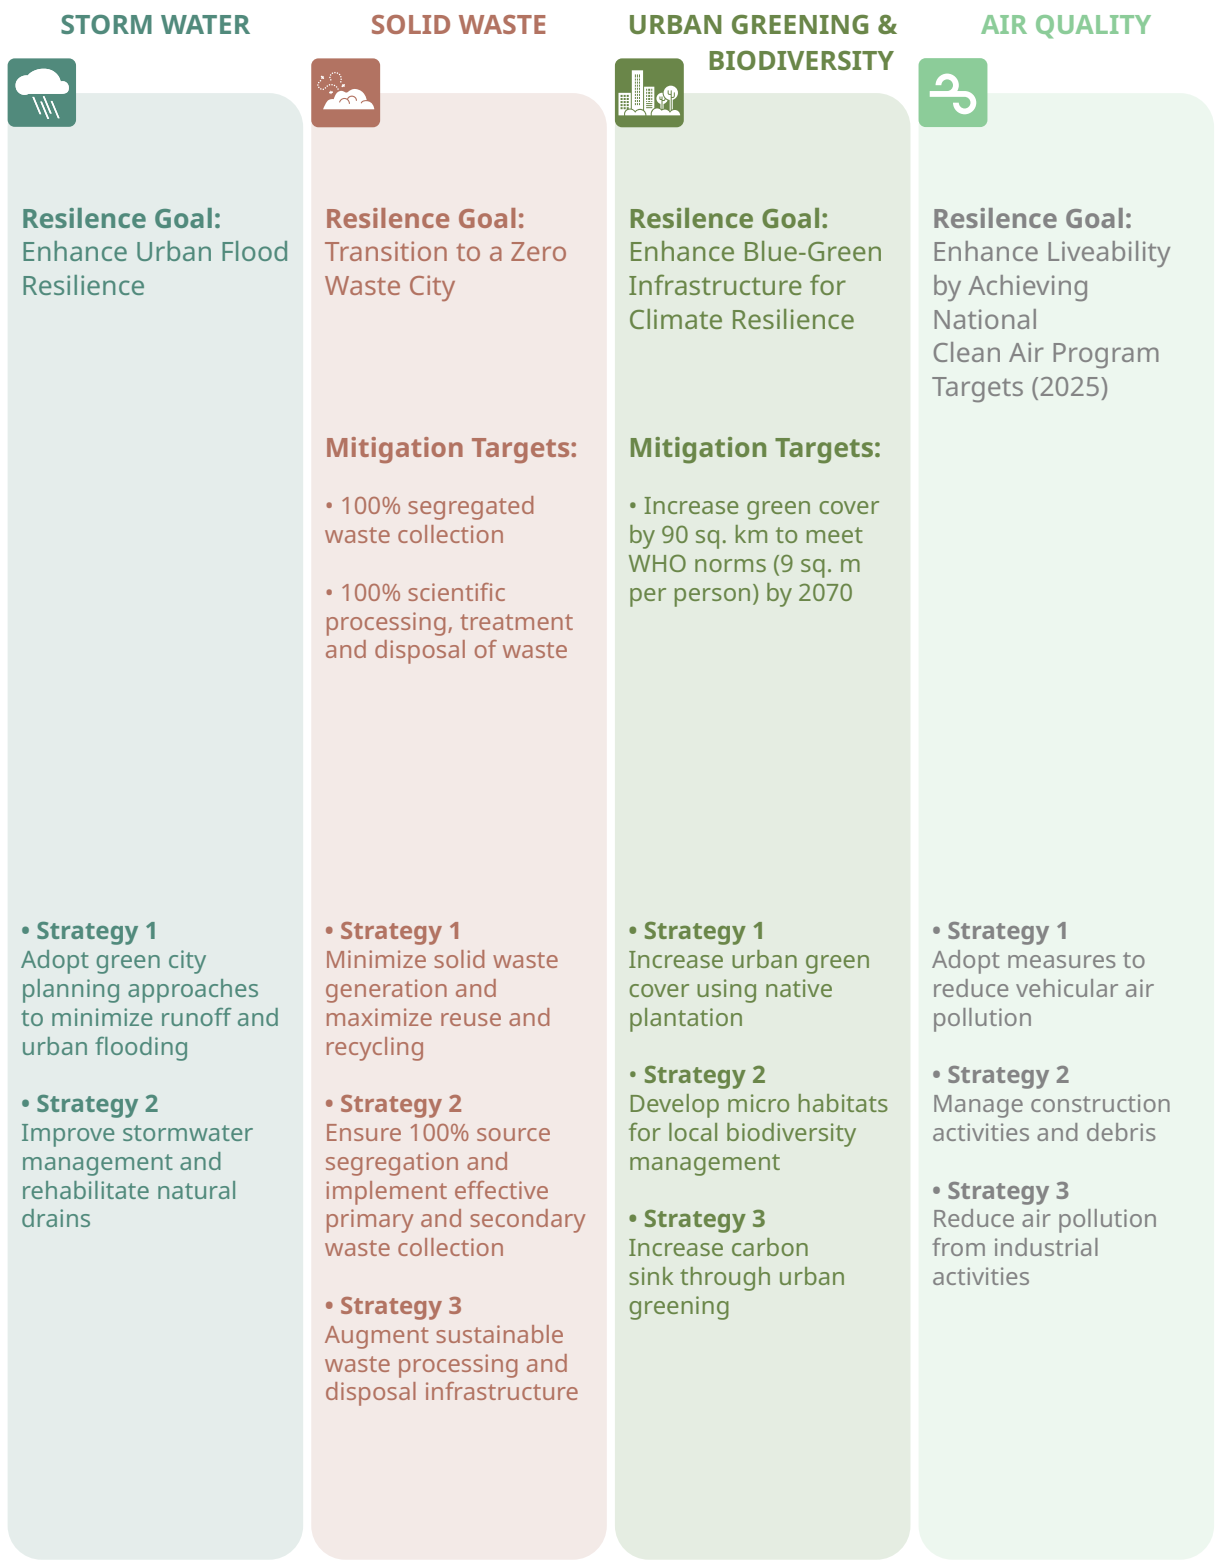 STORM WATER
Resilence Goal:
Enhance Urban Flood
Resilience
• Strategy 1
Adopt green city
planning approaches
to minimize runoff and
urban flooding
• Strategy 2
Improve stormwater
management and
rehabilitate natural
drains
SOLID WASTE
Resilence Goal:
Transition to a Zero
Waste City
Mitigation Targets:
• 100% segregated
waste collection
• 100% scientific
processing, treatment
and disposal of waste
• Strategy 1
Minimize solid waste
generation and
maximize reuse and
recycling
• Strategy 2
Ensure 100% source
segregation and
implement effective
primary and secondary
waste collection
• Strategy 3
Augment sustainable
waste processing and
disposal infrastructure
URBAN GREENING &
BIODIVERSITY
Resilence Goal:
Enhance Blue-Green
Infrastructure for
Climate Resilience
Mitigation Targets:
• Increase green cover
by 90 sq. km to meet
WHO norms (9 sq. m
per person) by 2070
• Strategy 1
Increase urban green
cover using native
plantation
• Strategy 2
Develop micro habitats
for local biodiversity
management
• Strategy 3
Increase carbon
sink through urban
greening
AIR QUALITY
Resilence Goal:
Enhance Liveability
by Achieving
National
Clean Air Program
Targets (2025)
• Strategy 1
Adopt measures to
reduce vehicular air
pollution
• Strategy 2
Manage construction
activities and debris
• Strategy 3
Reduce air pollution
from industrial
activities